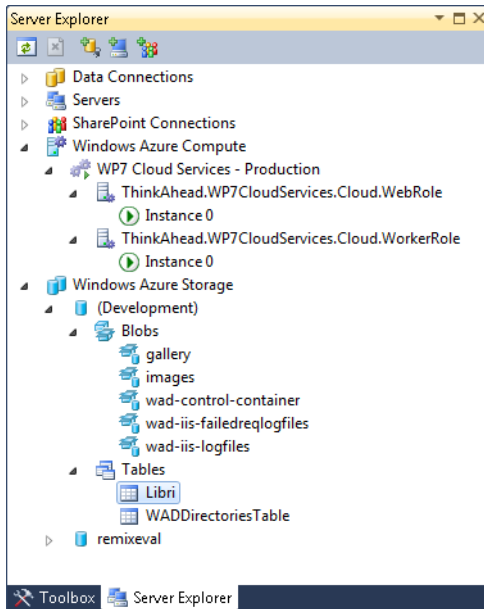 Server Explorer
Data Connections
Servers
SharePoint Connections
Windows Azure Compute
WP7 Cloud Services - Production
ThinkAhead.WP7CloudServices.Cloud.WebRole
Instance 0
ThinkAhead.WP7CloudServices.Cloud.WorkerRole
Instance 0
Windows Azure Storage
(Development)
Blobs
gallery
images
wad-control-container
wad-iis-failedreqlogfiles
wad-iis-logfiles
Tables
Libri
WADDirectoriesTable
remixeval
Toolbox Server Explorer